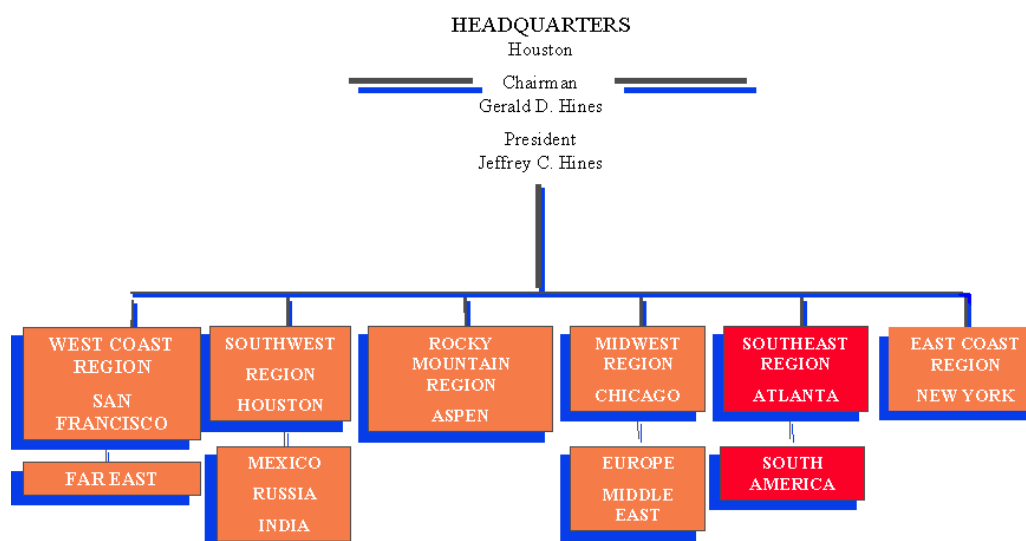 HEADQUARTERS
Houston
Chairman
Gerald D. Hines
President
Jeffrey C. Hines
WEST COAST
REGION
SAN
FRANCISCO
SOUTHWEST
REGION
HOUSTON
ROCKY
MOUNTAIN
REGION
ASPEN
MIDWEST
REGION
CHICAGO
SOUTHEAST
REGION
ATLANTA
EAST COAST
REGION
NEW YORK
FAR EAST
MEXICO
RUSSIA
INDIA
EUROPE
MIDDLE
EAST
SOUTH
AMERICA